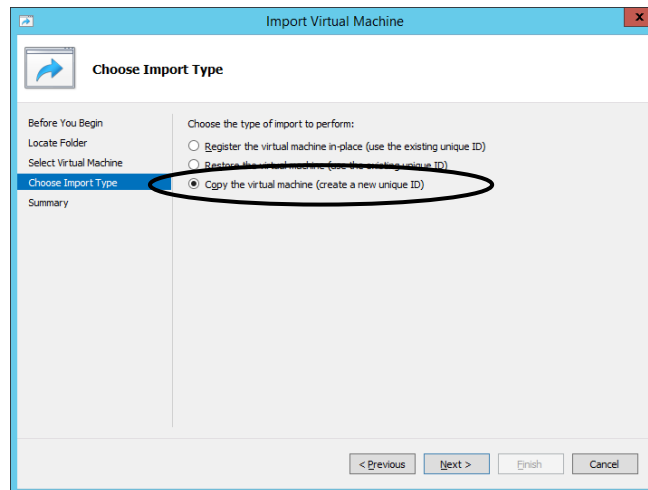 Import Virtual Machine
x
Choose Import Type
Before You Begin
Locate Folder
Select Virtual Machine
Choose Import Type
Summary
Choose the type of import to perform:
Register the virtual machine in-place (use the existing unique ID)
Restore the virtual machine (use the existing unique ID)
Copy the virtual machine (create a new unique ID)
< Previous
Next >
Finish
Cancel